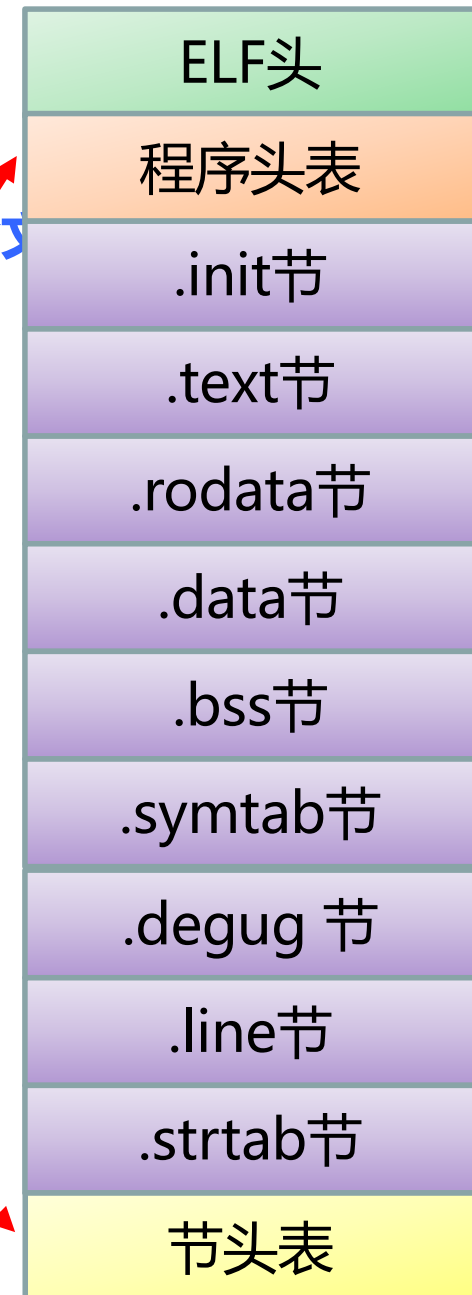 ELF头
程序头表
.init节
.text节
.rodata节
.data节
.bss节
.symtab节
.degug 节
.line节
.strtab节
节头表